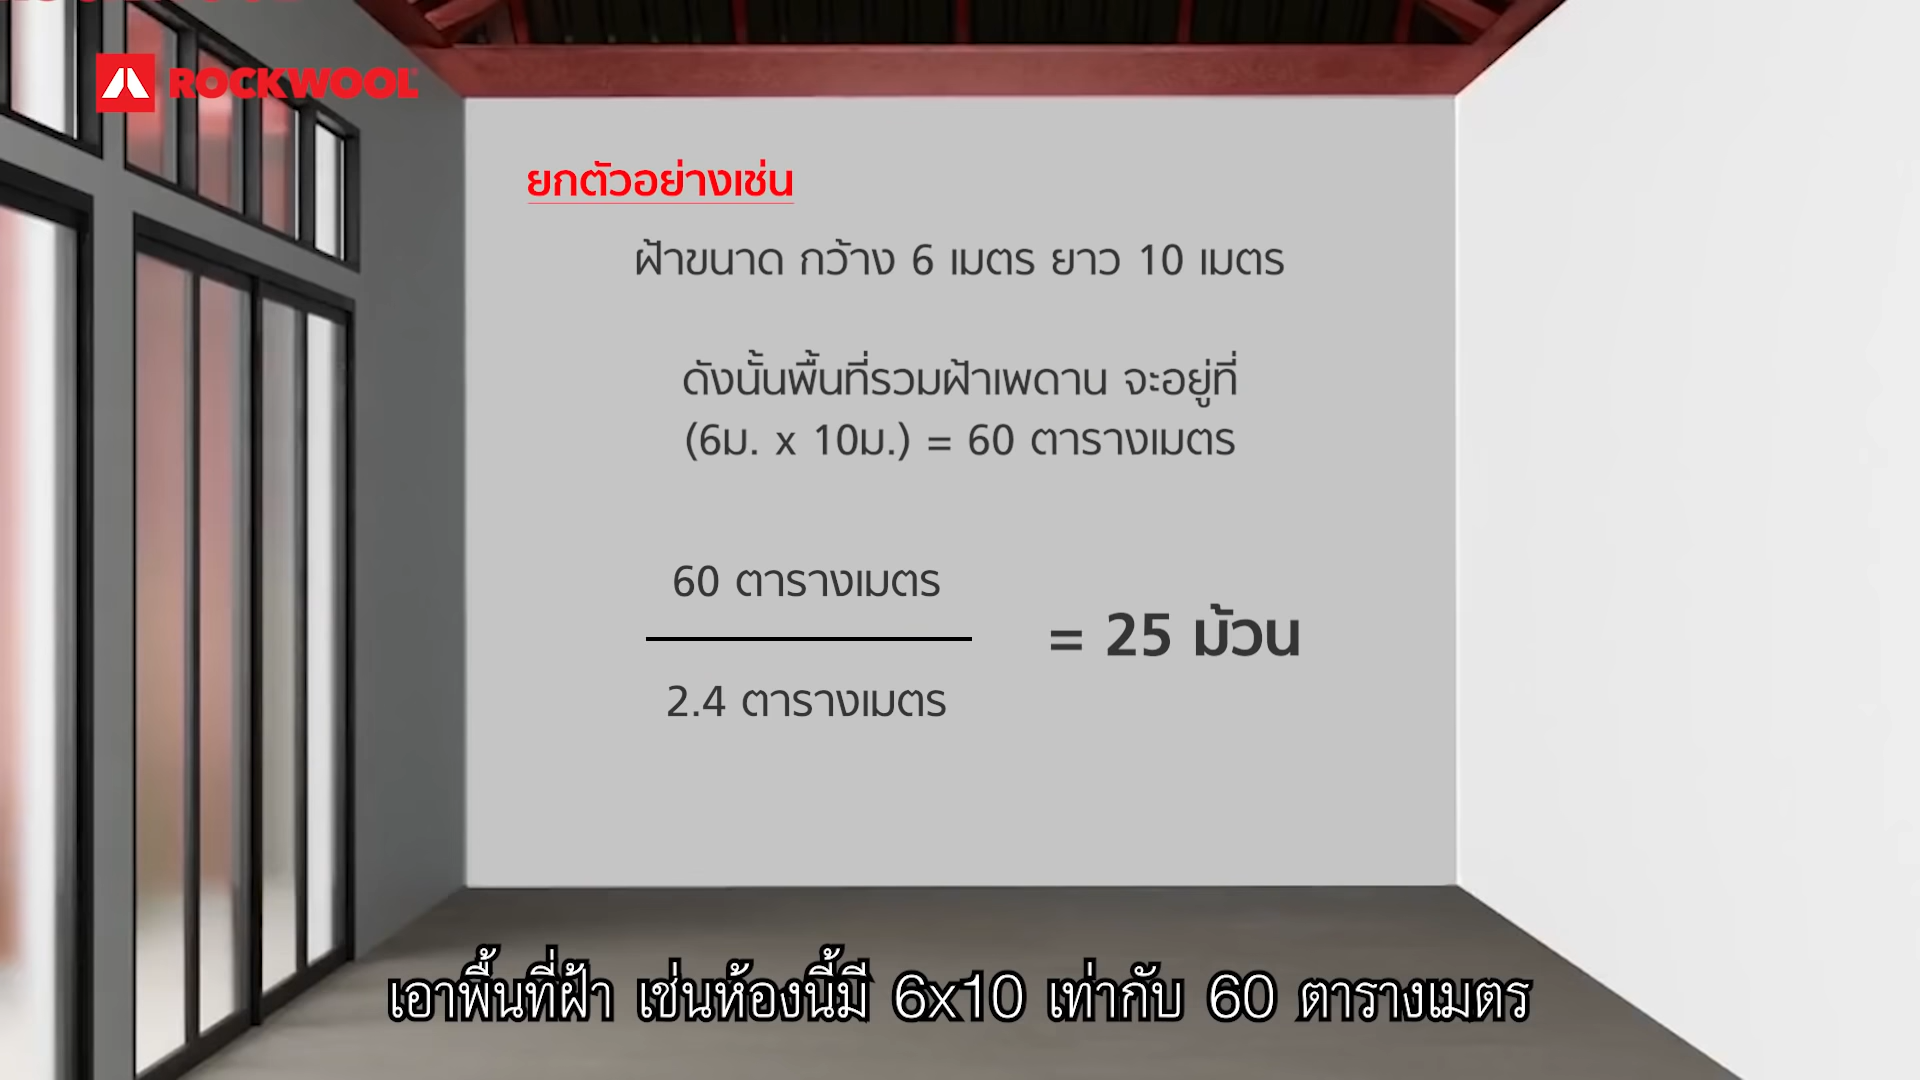 ROCKWOOL
ยกตัวอย่างเช่น
ฝ้าขนาด กว้าง 6 เมตร ยาว 10 เมตร
ดังนั้นพื้นที่รวมฝ้าเพดาน จะอยู่ที่
(6ม. x 10ม.) = 60 ตารางเมตร
60 ตารางเมตร
= 25 ม้วน
2.4 ตารางเมตร
เอาพื้นที่ฝ้า เช่นห้องนี้มี 6x10 เท่ากับ 60 ตารางเมตร